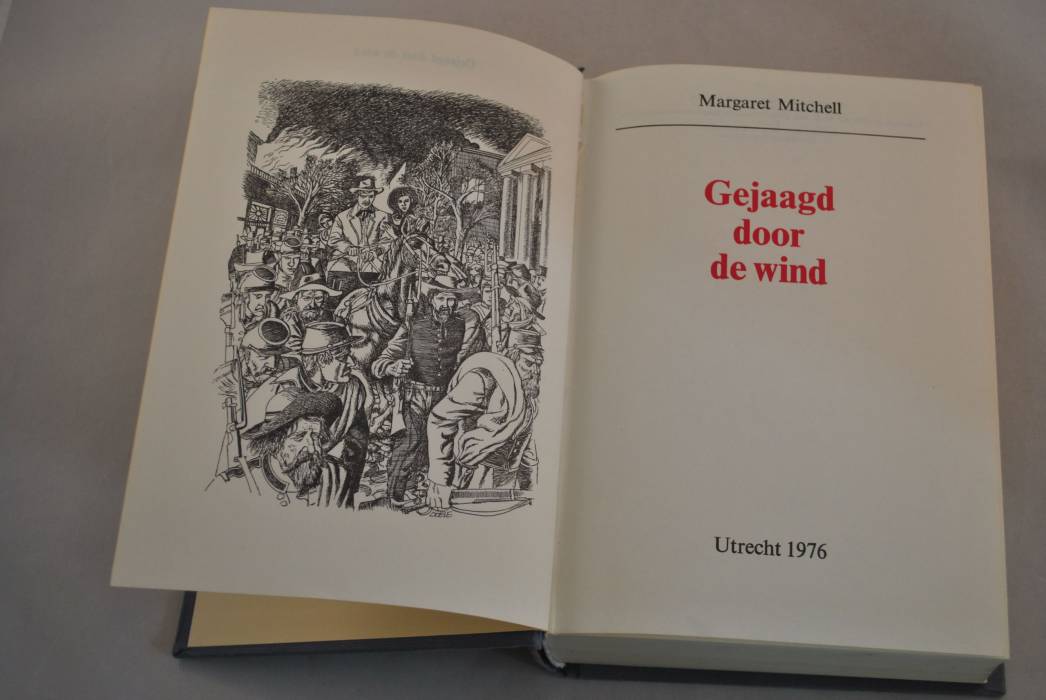 Margaret Mitchell
Gejaagd
door
de wind
Utrecht 1976